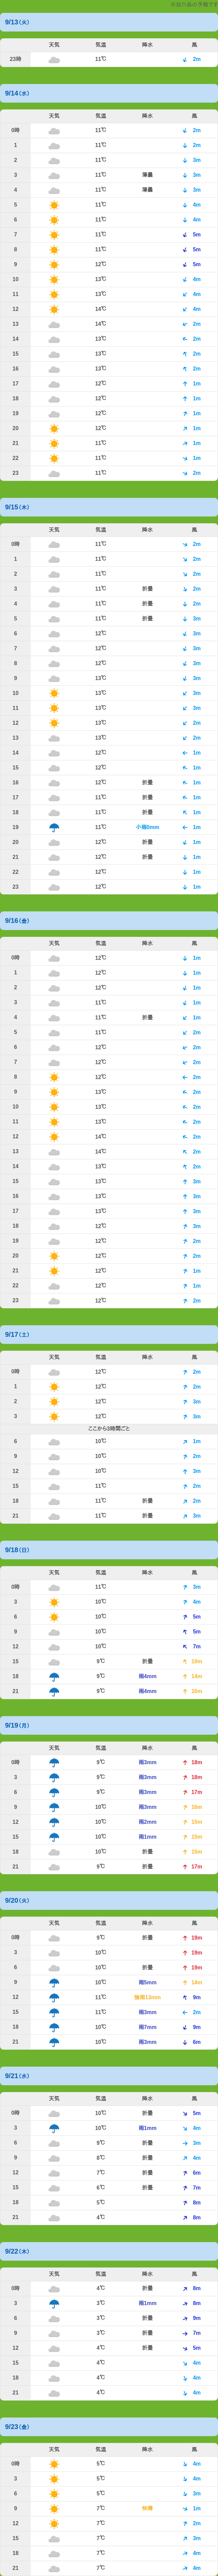 ※協力島の予報です
9/13(火)
天気 気温 降水 風
23時 11℃ 2m
9/14(水)
天気 気温 降水 風
0時 11℃ 2m
1 11℃ 2m
2 11℃ 3m
3 11℃ 薄曇 3m
4 11℃ 薄曇 3m
5 11℃ 4m
6 11℃ 4m
7 11℃ 5m
8 11℃ 5m
9 12℃ 5m
10 13℃ 4m
11 13℃ 4m
12 14℃ 4m
13 14℃ 2m
14 13℃ 2m
15 13℃ 2m
16 13℃ 2m
17 12℃ 1m
18 12℃ 1m
19 12℃ 2m
20 12℃ 1m
21 11℃ 1m
22 11℃ 1m
23 11℃ 2m
9/15(木)
天気 気温 降水 風
0時 11℃ 2m
1 11℃ 2m
2 11℃ 2m
3 11℃ 折曇 2m
4 11℃ 折曇 2m
5 11℃ 折曇 3m
6 12℃ 3m
7 12℃ 3m
8 12℃ 3m
9 13℃ 3m
10 13℃ 3m
11 13℃ 3m
12 13℃ 2m
13 13℃ 2m
14 12℃ 1m
15 12℃ 1m
16 12℃ 折曇 1m
17 11℃ 折曇 1m
18 11℃ 折曇 1m
19 11℃ 小雨0mm 1m
20 12℃ 折曇 1m
21 12℃ 折曇 1m
22 12℃ 1m
23 12℃ 1m
9/16(金)
天気 気温 降水 風
0時 12℃ 1m
1 12℃ 1m
2 12℃ 1m
3 11℃ 1m
4 11℃ 折曇 1m
5 11℃ 2m
6 12℃ 2m
7 12℃ 2m
8 12℃ 2m
9 13℃ 2m
10 13℃ 2m
11 13℃ 2m
12 14℃ 2m
13 14℃ 2m
14 13℃ 2m
15 13℃ 3m
16 13℃ 3m
17 13℃ 3m
18 12℃ 3m
19 12℃ 2m
20 12℃ 2m
21 12℃ 1m
22 12℃ 1m
23 12℃ 2m
9/17(土)
天気 気温 降水 風
0時 12℃ 2m
1 12℃ 2m
2 12℃ 3m
3 12℃ 3m
ここから3時間ごと
6 10℃ 1m
9 10℃ 2m
12 10℃ 3m
15 11℃ 2m
18 11℃ 折曇 2m
21 11℃ 折曇 3m
9/18(日)
天気 気温 降水 風
0時 11℃ 3m
3 10℃ 4m
6 10℃ 5m
9 10℃ 5m
12 10℃ 7m
15 9℃ 折曇
18 9℃ 雨4mm
21 9℃ 雨4mm
9/19(月)
天気 気温 降水 風
0時 9℃ 雨3mm 18m
3 9℃ 雨3mm 18m
6 9℃ 雨3mm 17m
9 10℃ 雨3mm
12 10℃ 雨2mm
15 10℃ 雨1mm
18 10℃ 折曇
21 9℃ 折曇 17m
9/20(火)
天気 気温 降水 風
0時 9℃ 折曇 19m
3 10℃ 19m
6 10℃ 折曇 19m
9 10℃ 雨5mm 14m
12 11℃ 強雨13mm 9m
15 11℃ 雨3mm 2m
18 10℃ 雨7mm 9m
21 10℃ 雨3mm 6m
9/21(水)
天気 気温 降水 風
0時 10℃ 折曇 5m
3 10℃ 雨1mm 4m
6 9℃ 折曇 3m
9 8℃ 折曇 4m
12 7℃ 折曇 6m
15 6℃ 折曇 7m
18 5℃ 8m
21 4℃ 8m
9/22(木)
天気 気温 降水 風
0時 4℃ 折曇 8m
3 3℃ 雨1mm 8m
6 3℃ 折曇 9m
9 3℃ 折曇 7m
12 4℃ 折曇 5m
15 4℃ 4m
18 4℃ 4m
21 4℃ 4m
9/23(金)
天気 気温 降水 風
0時 5℃ 4m
3 5℃ 4m
6 5℃ 3m
9 7℃ 快晴 1m
12 7℃ 2m
15 7℃ 3m
18 7℃ 4m
21 7℃ 4m